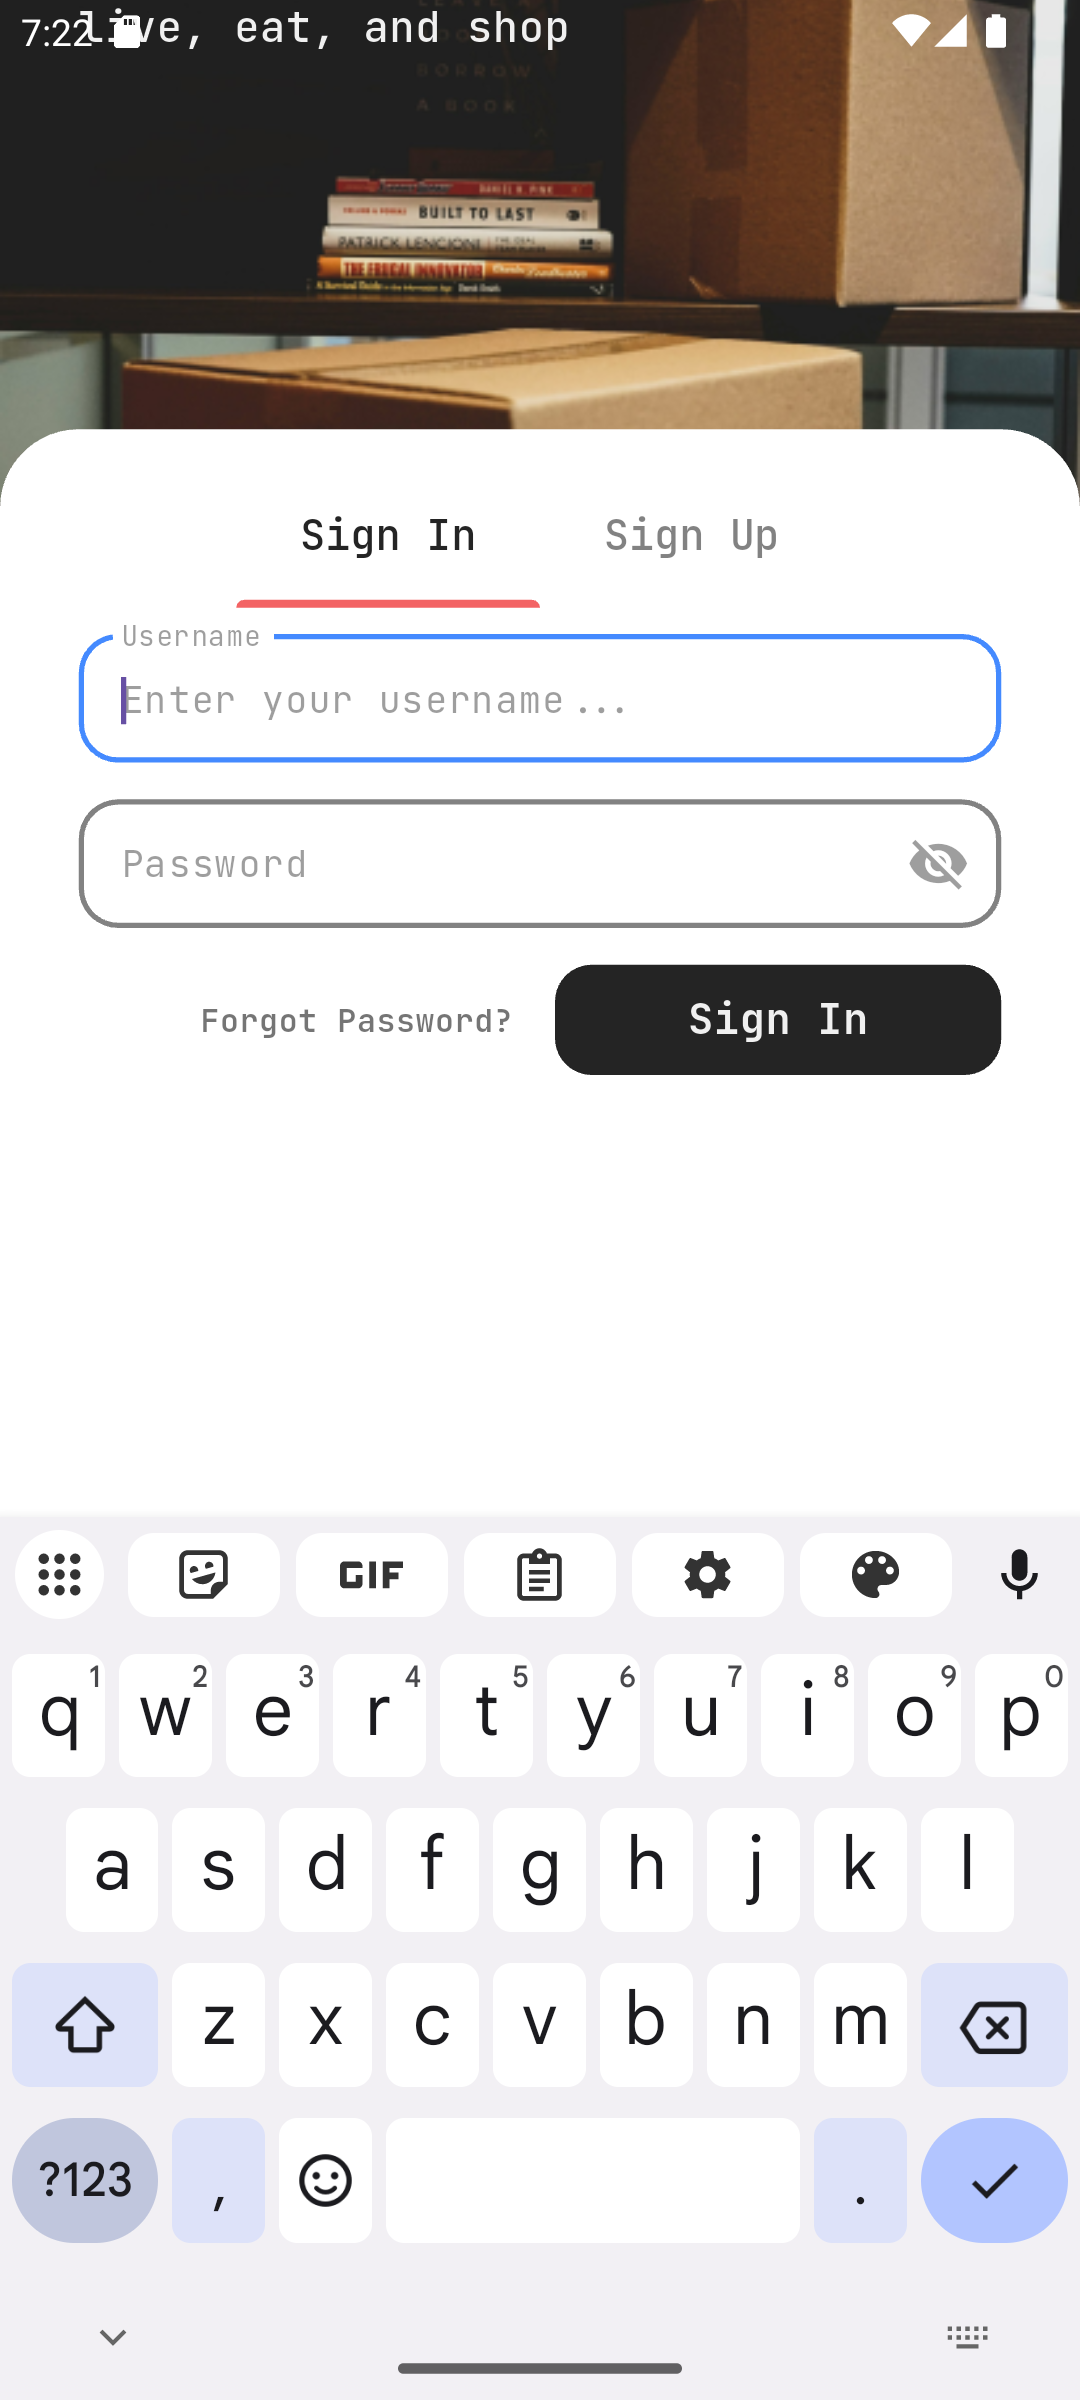 live, eat, and shop
7:22
BORROW
A BOOK
DANIEL H. PINK
BUILT TO LAST
PATRICK LENCIONI
THE FRUGAL INNOVATOR
Sign In
Sign Up
Username
Enter your username...
Password
Forgot Password?
Sign In
GIF
q1 w2 e3 r4 t5 y6 u7 i8 o9 p0
a s d f g h j k l
z x c v b n m
?123 , .